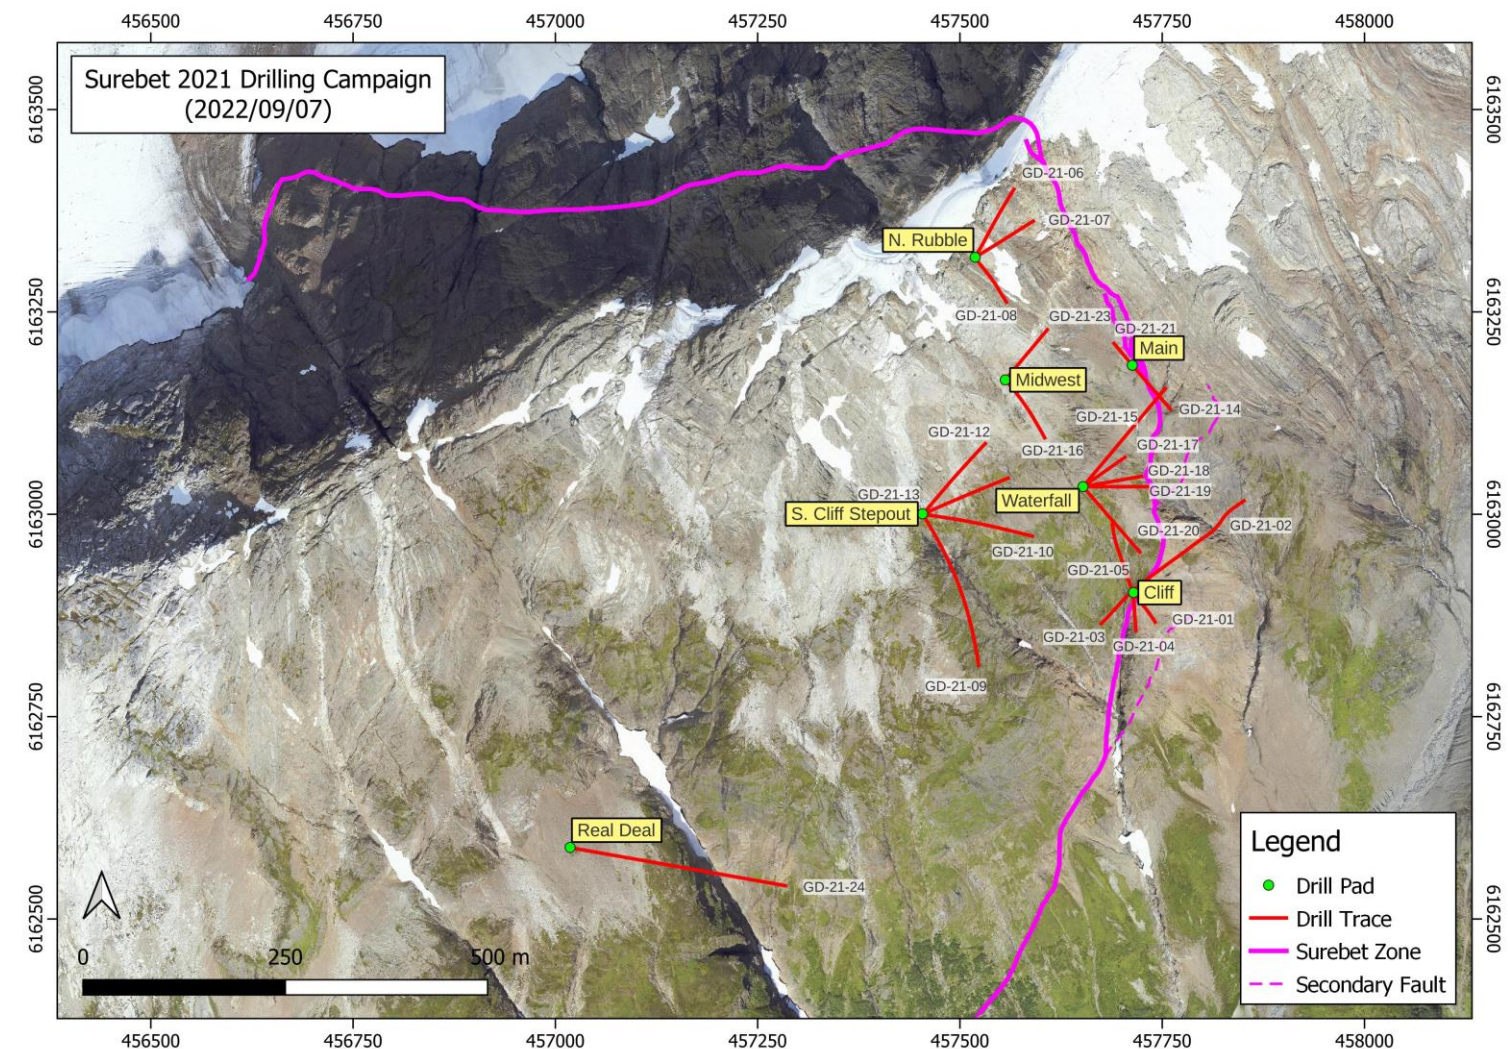 456500
456750
457000
457250
457500
457750
458000
Surebet 2021 Drilling Campaign
(2022/09/07)
6163500
6163500
GD-21-06
GD-21-07
N. Rubble
6163250
6163250
GD-21-08
GD-21-23
GD-21-21
Main
Midwest
GD-21-15
GD-21-14
GD-21-12
GD-21-16
GD-21-17
GD-21-18
GD-21-13
Waterfall
GD-21-19
6163000
S. Cliff Stepout
6163000
GD-21-20
GD-21-02
GD-21-10
GD-21-05
Cliff
GD-21-01
GD-21-03
GD-21-04
GD-21-09
6162750
6162750
Real Deal
GD-21-24
6162500
6162500
0
250
500 m
Legend
Drill Pad
Drill Trace
Surebet Zone
Secondary Fault
456500
456750
457000
457250
457500
457750
458000